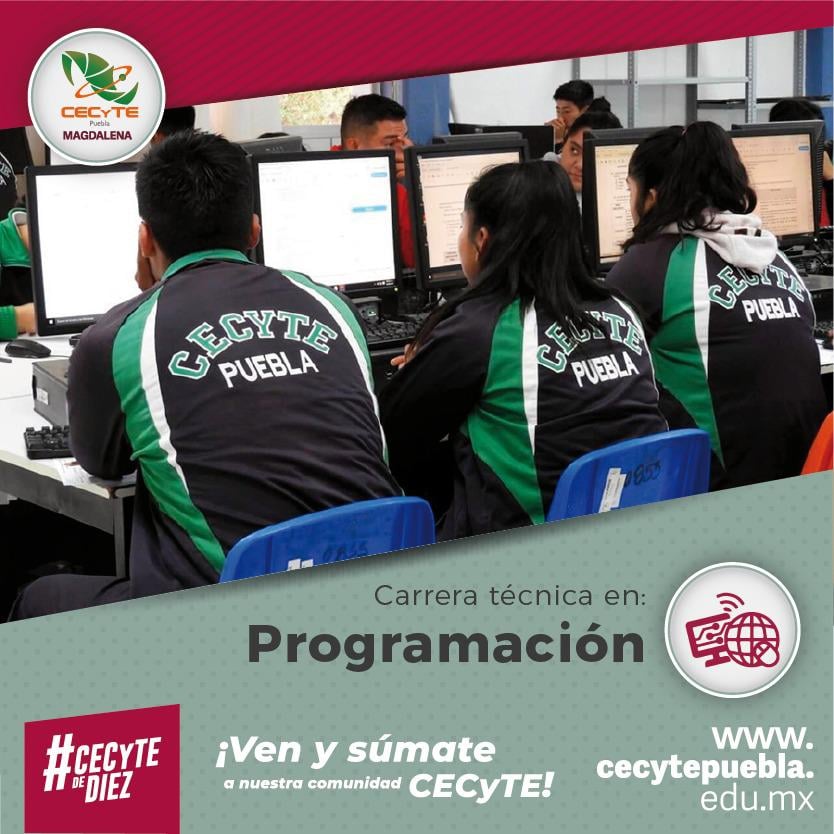 CECyTE
Puebla
MAGDALENA
CECYTE
PUEBLA
CECYTE
PUEBLA
CECYTE
PUEBLA
0853
Carrera técnica en:
Programación
#CECYTE
DE DIEZ
¡Ven y súmate
a nuestra comunidad CECyTE!
www.
cecytepuebla.
edu.mx